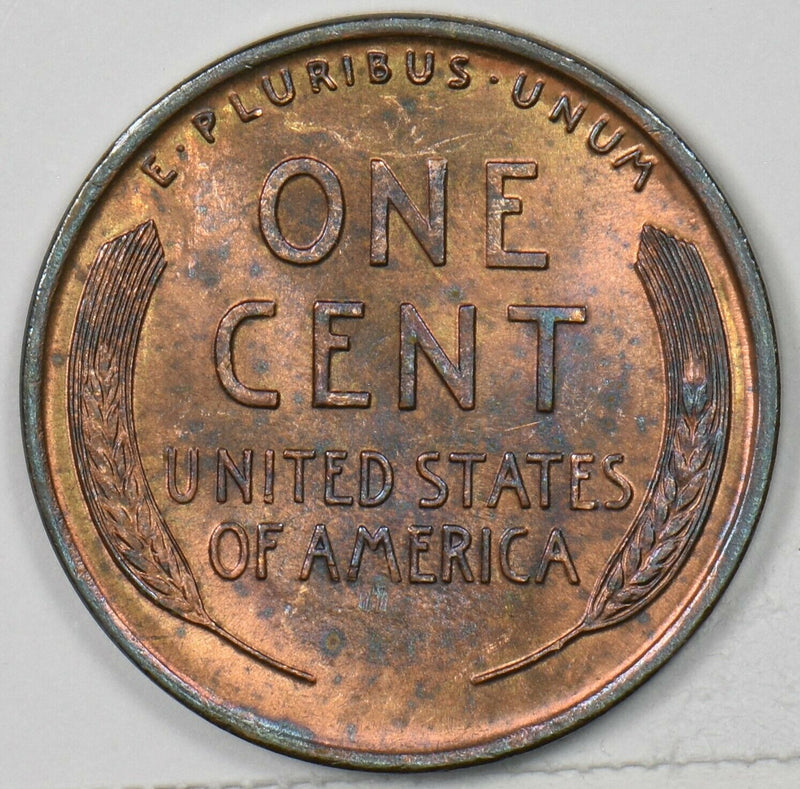 E · PLURIBUS · UNUM
ONE
CENT
UNITED STATES
OF AMERICA